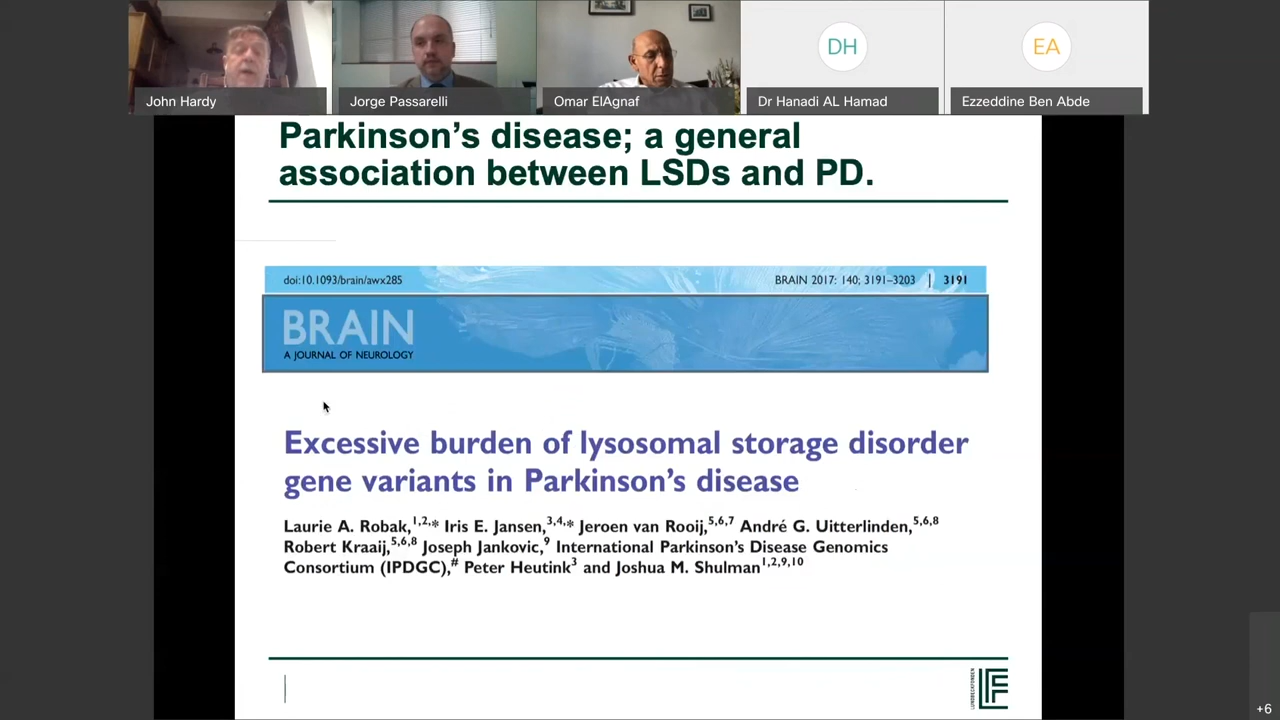 John Hardy
Jorge Passarelli
Omar ElAgnaf
DH
Dr Hanadi AL Hamad
EA
Ezzeddine Ben Abde
Parkinson's disease; a general
association between LSDs and PD.
doi:10.1093/brain/awx285
BRAIN 2017: 140; 3191–3203 | 3191
BRAIN
A JOURNAL OF NEUROLOGY
Excessive burden of lysosomal storage disorder
gene variants in Parkinson's disease
Laurie A. Robak,1,2,* Iris E. Jansen,3,4,* Jeroen van Rooij,5,6,7 André G. Uitterlinden,5,6,8
Robert Kraaij,5,6,8 Joseph Jankovic,9 International Parkinson's Disease Genomics
Consortium (IPDGC),# Peter Heutink3 and Joshua M. Shulman1,2,9,10
LUNDBECKFONDEN
+6